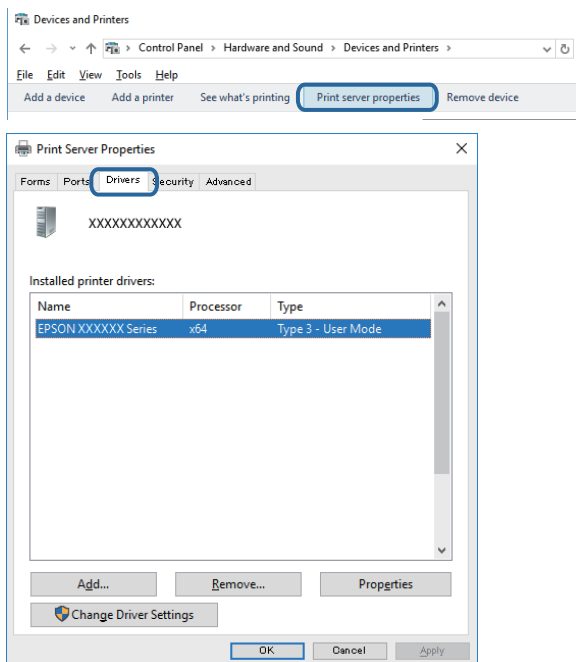 Devices and Printers
Control Panel > Hardware and Sound > Devices and Printers >
File Edit View Tools Help
Add a device Add a printer See what's printing Print server properties Remove device
Print Server Properties
Forms Ports Drivers Security Advanced
XXXXXXXXXXXX
Installed printer drivers:
Name Processor Type
EPSON XXXXXX Series x64 Type 3 - User Mode
Add... Remove... Properties
Change Driver Settings
OK Cancel Apply